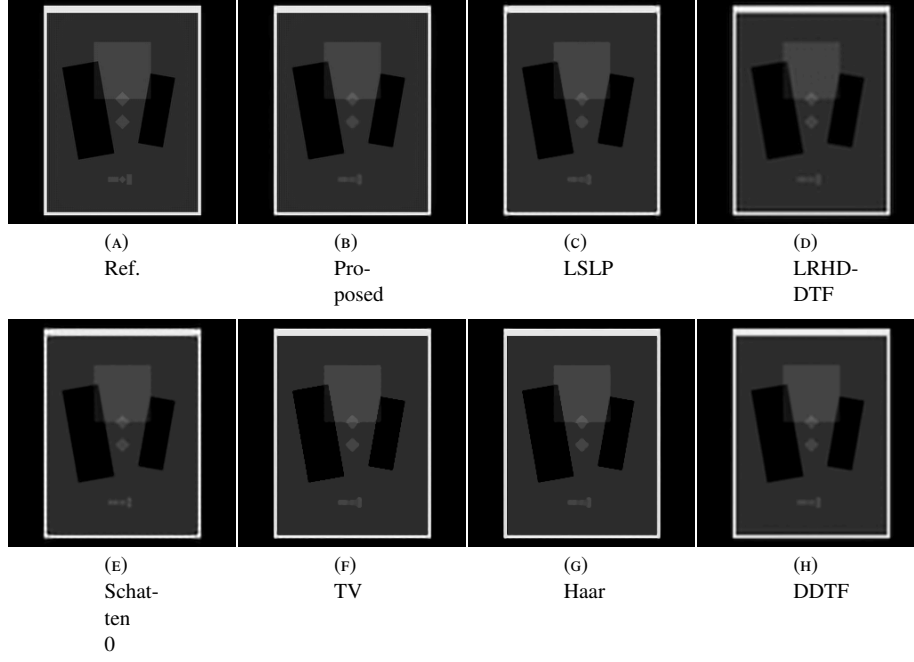 (A)
Ref.
(B)
Pro-
posed
(C)
LSLP
(D)
LRHD-
DTF
(E)
Schat-
ten
0
(F)
TV
(G)
Haar
(H)
DDTF